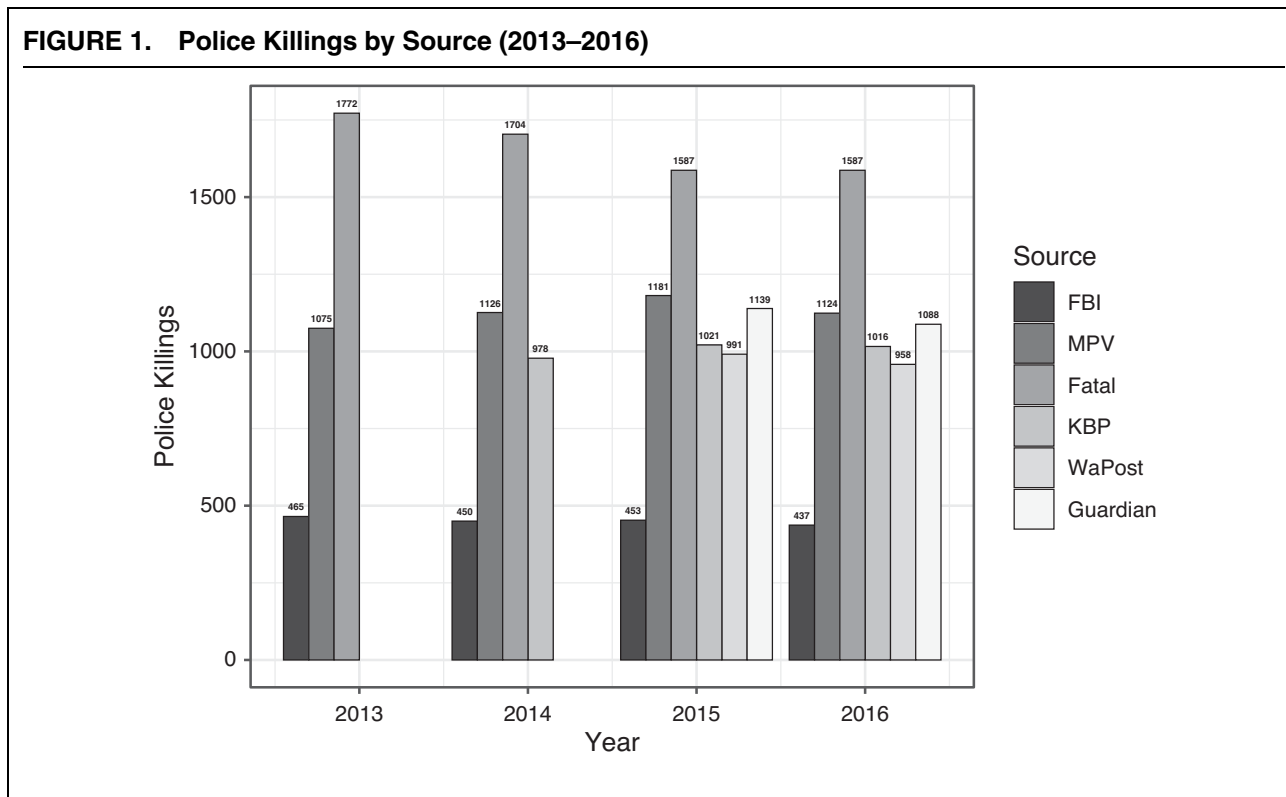 FIGURE 1. Police Killings by Source (2013–2016)
1772
1704
1587
1587
1500
1181
1139
1126
1124
1075
1088
1021
1016
991
978
958
1000
500
465
450
453
437
0
Police Killings
2013
2014
2015
2016
Year
Source
FBI
MPV
Fatal
KBP
WaPost
Guardian